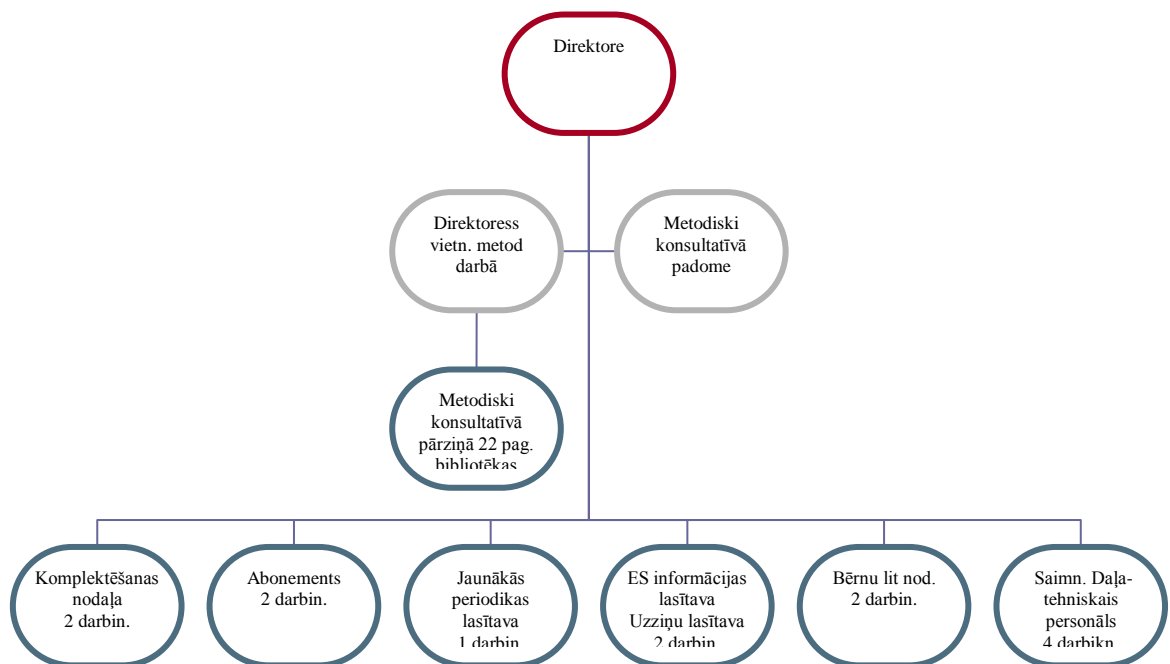 Direktore
Direktoress
vietn. metod
darbā
Metodiski
konsultatīvā
padome
Metodiski
konsultatīvā
pārziņā 22 pag.
bibliotēkas
Komplektēšanas
nodaļa
2 darbin.
Abonements
2 darbin.
Jaunākās
periodikas
lasītava
1 darbin
ES informācijas
lasītava
Uzziņu lasītava
2 darbin
Bērnu lit nod.
2 darbin.
Saimn. Daļa-
tehniskais
personāls
4 darbikn